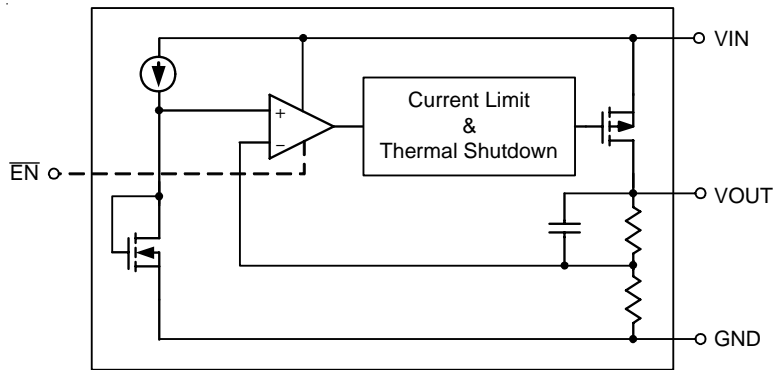 VIN
Current Limit
&
Thermal Shutdown
+
−
EN
VOUT
GND